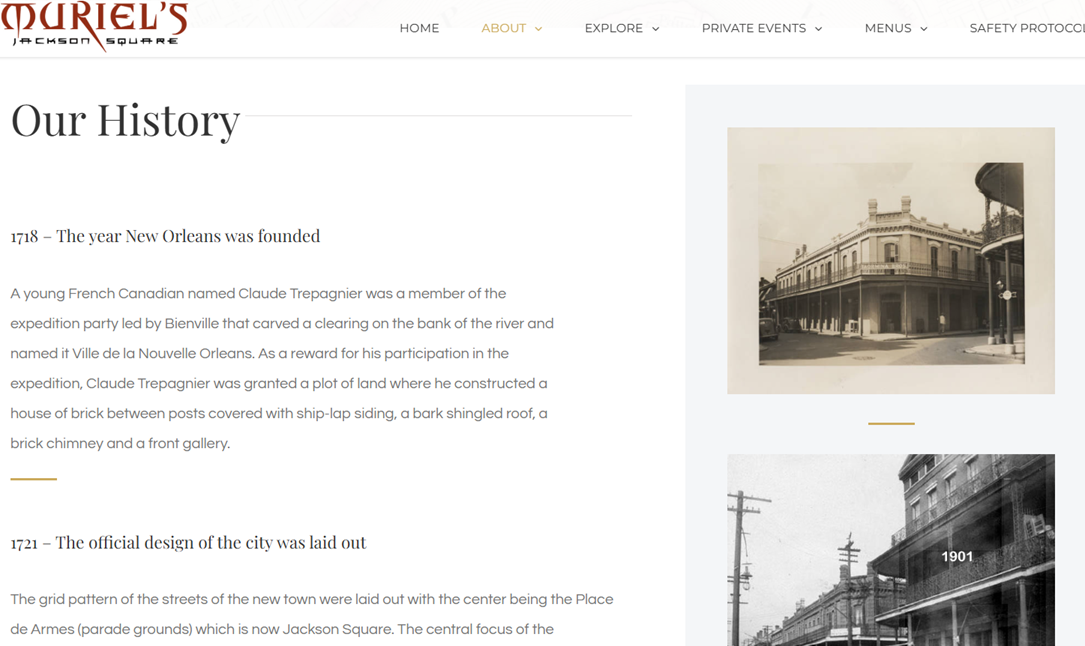 MURIEL'S
JACKSON SQUARE
HOME ABOUT EXPLORE PRIVATE EVENTS MENUS SAFETY PROTOCOL
Our History
1718 – The year New Orleans was founded
A young French Canadian named Claude Trepagnier was a member of the
expedition party led by Bienville that carved a clearing on the bank of the river and
named it Ville de la Nouvelle Orleans. As a reward for his participation in the
expedition, Claude Trepagnier was granted a plot of land where he constructed a
house of brick between posts covered with ship-lap siding, a bark shingled roof, a
brick chimney and a front gallery.
1721 – The official design of the city was laid out
The grid pattern of the streets of the new town were laid out with the center being the Place
de Armes (parade grounds) which is now Jackson Square. The central focus of the
1901